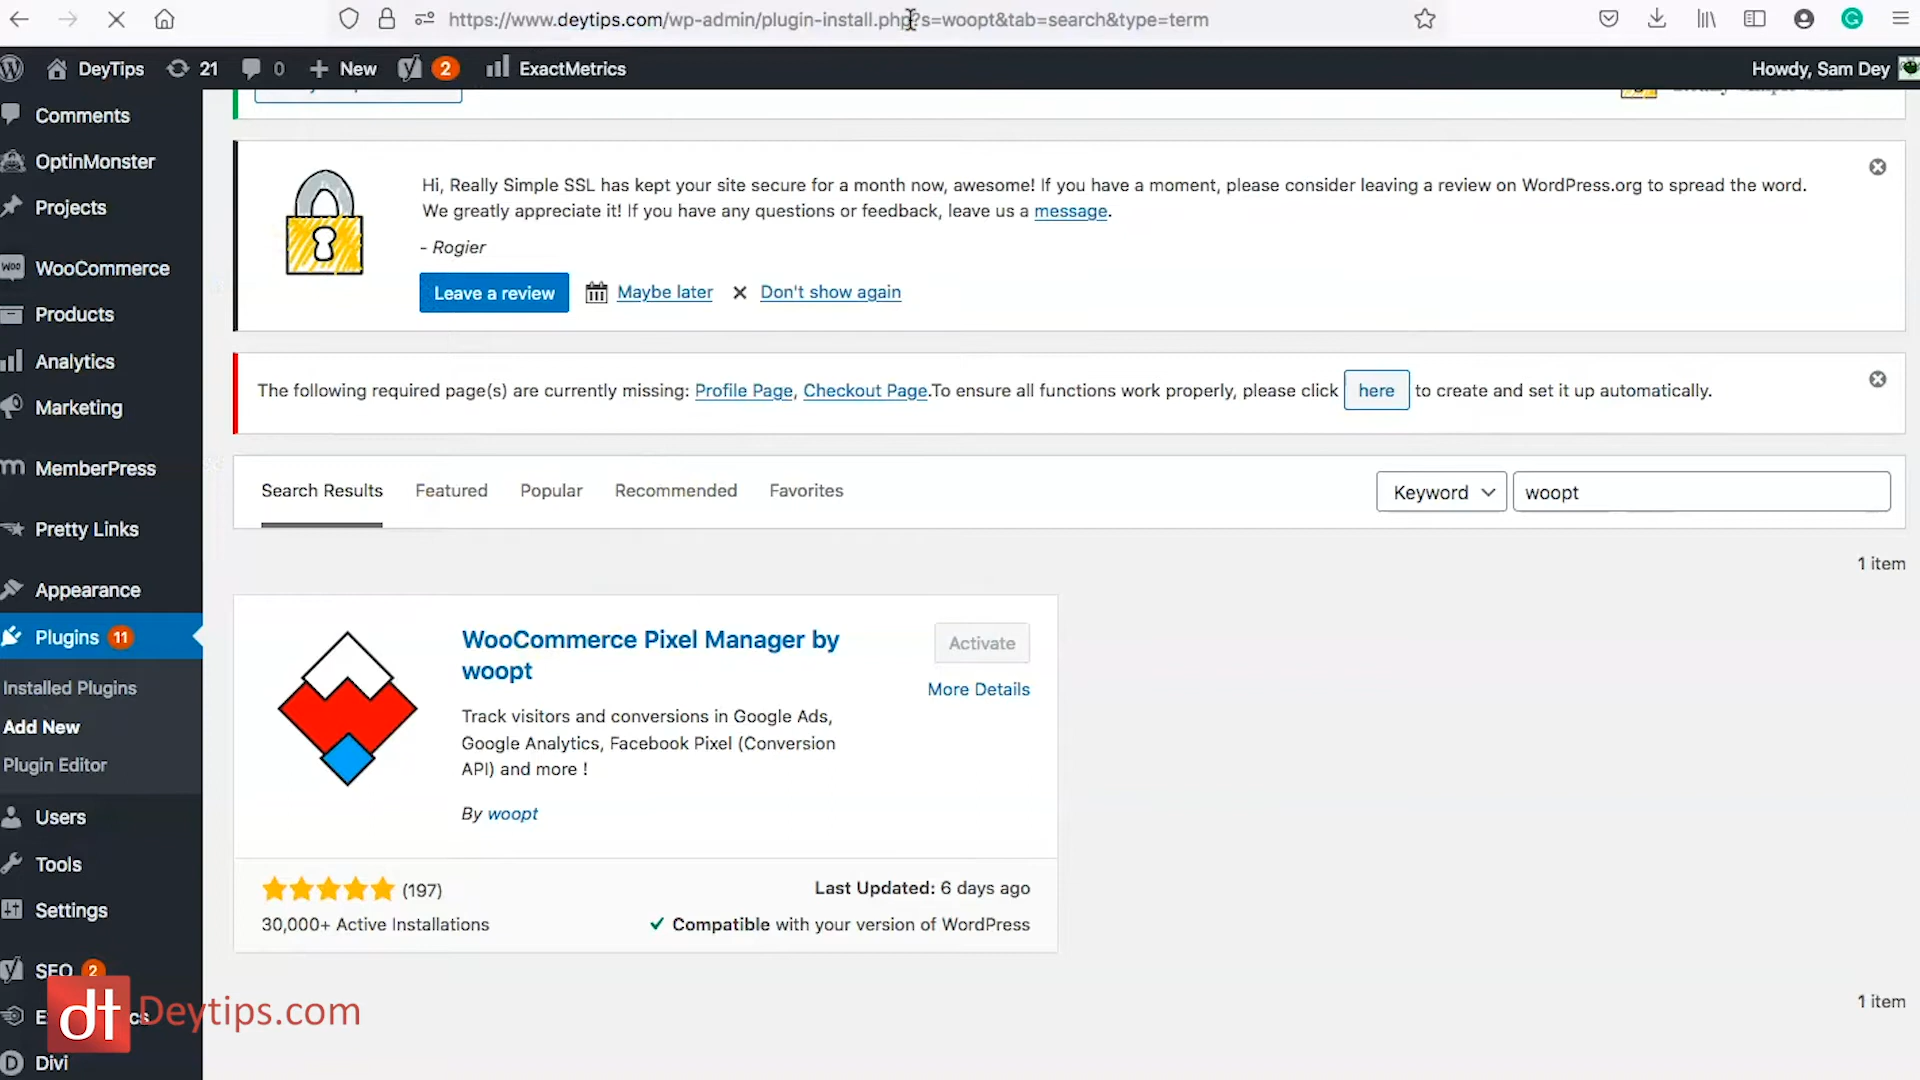 https://www.deytips.com/wp-admin/plugin-install.php?s=woopt&tab=search&type=term
DeyTips 21 0 New 2 ExactMetrics Howdy, Sam Dey
Comments
OptinMonster
Projects
WooCommerce
Products
Analytics
Marketing
MemberPress
Pretty Links
Appearance
Plugins 11
Installed Plugins
Add New
Plugin Editor
Users
Tools
Settings
SEO 2
Divi
Hi, Really Simple SSL has kept your site secure for a month now, awesome! If you have a moment, please consider leaving a review on WordPress.org to spread the word.
We greatly appreciate it! If you have any questions or feedback, leave us a message.
- Rogier
Leave a review Maybe later Don't show again
The following required page(s) are currently missing: Profile Page, Checkout Page.To ensure all functions work properly, please click here to create and set it up automatically.
Search Results Featured Popular Recommended Favorites Keyword woopt
1 item
WooCommerce Pixel Manager by
woopt
Activate
More Details
Track visitors and conversions in Google Ads,
Google Analytics, Facebook Pixel (Conversion
API) and more !
By woopt
(197)
30,000+ Active Installations
Last Updated: 6 days ago
Compatible with your version of WordPress
1 item
dt Deytips.com